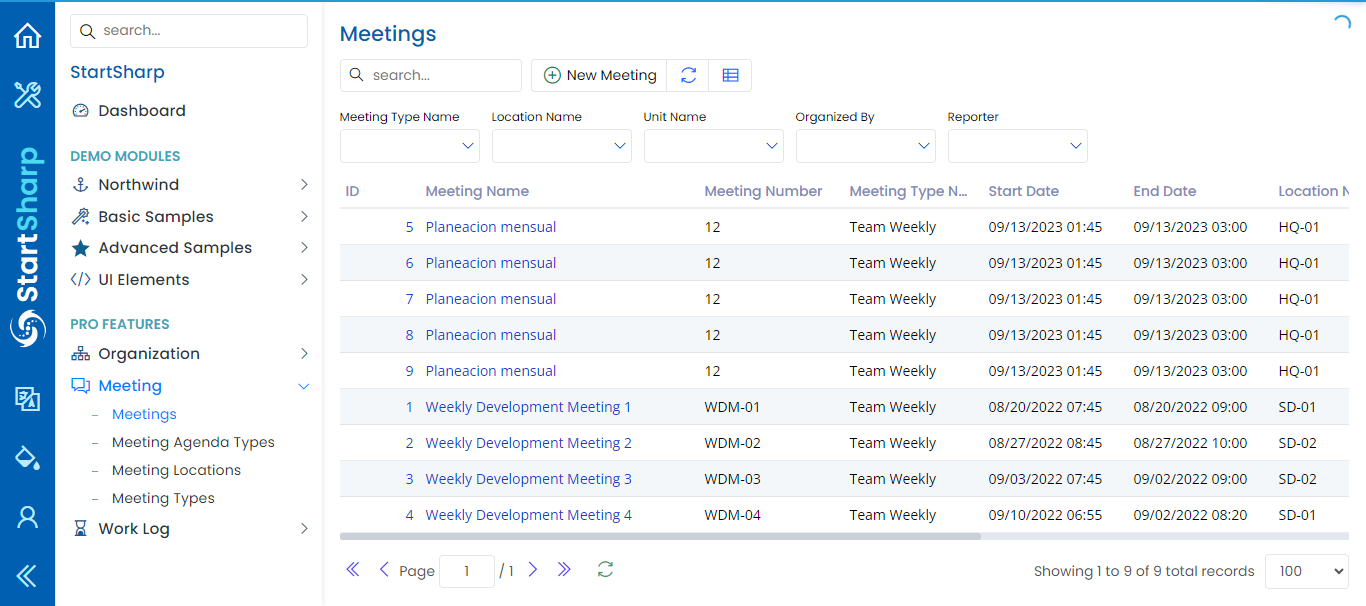 StartSharp
search...
StartSharp
Dashboard
DEMO MODULES
Northwind
Basic Samples
Advanced Samples
UI Elements
PRO FEATURES
Organization
Meeting
Meetings
Meeting Agenda Types
Meeting Locations
Meeting Types
Work Log
Meetings
search... New Meeting
Meeting Type Name Location Name Unit Name Organized By Reporter
ID Meeting Name Meeting Number Meeting Type N... Start Date End Date Location N
5 Planeacion mensual 12 Team Weekly 09/13/2023 01:45 09/13/2023 03:00 HQ-01
6 Planeacion mensual 12 Team Weekly 09/13/2023 01:45 09/13/2023 03:00 HQ-01
7 Planeacion mensual 12 Team Weekly 09/13/2023 01:45 09/13/2023 03:00 HQ-01
8 Planeacion mensual 12 Team Weekly 09/13/2023 01:45 09/13/2023 03:00 HQ-01
9 Planeacion mensual 12 Team Weekly 09/13/2023 01:45 09/13/2023 03:00 HQ-01
1 Weekly Development Meeting 1 WDM-01 Team Weekly 08/20/2022 07:45 08/20/2022 09:00 SD-01
2 Weekly Development Meeting 2 WDM-02 Team Weekly 08/27/2022 08:45 08/27/2022 10:00 SD-02
3 Weekly Development Meeting 3 WDM-03 Team Weekly 09/03/2022 07:45 09/02/2022 09:00 SD-02
4 Weekly Development Meeting 4 WDM-04 Team Weekly 09/10/2022 06:55 09/02/2022 08:20 SD-01
Page 1 / 1 Showing 1 to 9 of 9 total records 100